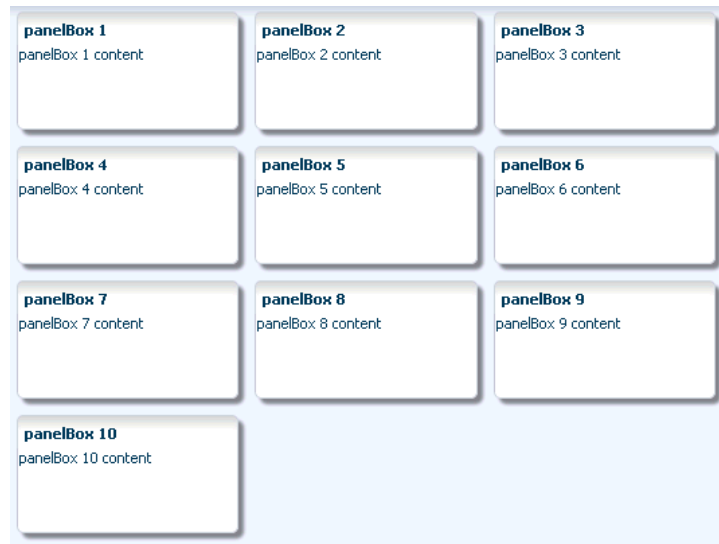 panelBox 1
panelBox 1 content
panelBox 2
panelBox 2 content
panelBox 3
panelBox 3 content
panelBox 4
panelBox 4 content
panelBox 5
panelBox 5 content
panelBox 6
panelBox 6 content
panelBox 7
panelBox 7 content
panelBox 8
panelBox 8 content
panelBox 9
panelBox 9 content
panelBox 10
panelBox 10 content